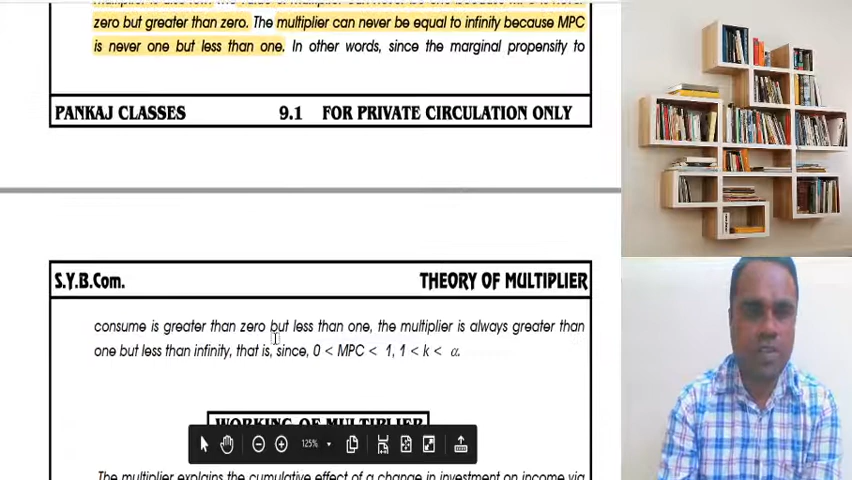 zero but greater than zero. The multiplier can never be equal to infinity because MPC
is never one but less than one. In other words, since the marginal propensity to
PANKAJ CLASSES 9.1 FOR PRIVATE CIRCULATION ONLY
S.Y.B.Com. THEORY OF MULTIPLIER
consume is greater than zero but less than one, the multiplier is always greater than
one but less than infinity, that is, since, 0 < MPC < 1, 1 < k < α.
WORKING OF MULTIPLIER
125%
The multiplier explains the cumulative effect of a change in investment on income via